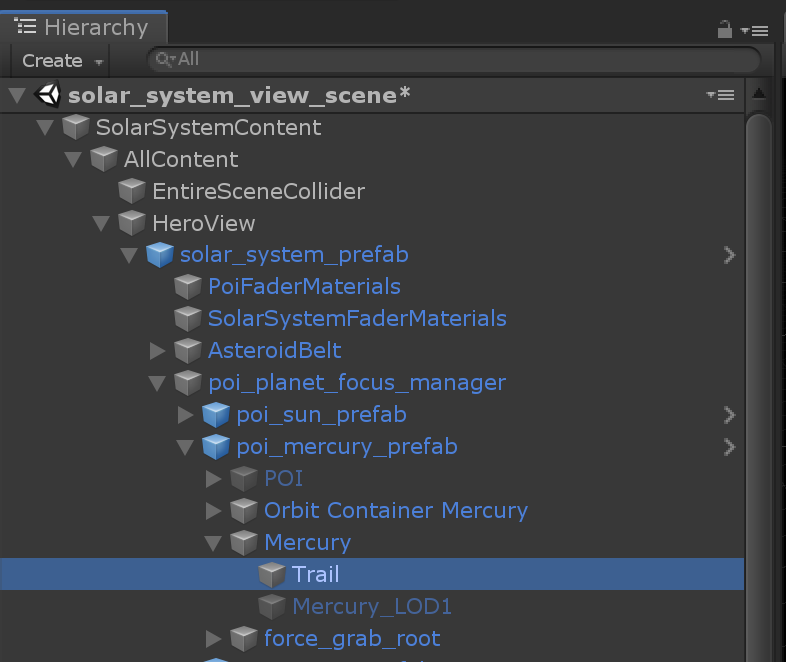 Hierarchy
Create All
solar_system_view_scene*
SolarSystemContent
AllContent
EntireSceneCollider
HeroView
solar_system_prefab
PoiFaderMaterials
SolarSystemFaderMaterials
AsteroidBelt
poi_planet_focus_manager
poi_sun_prefab
poi_mercury_prefab
POI
Orbit Container Mercury
Mercury
Trail
Mercury_LOD1
force_grab_root